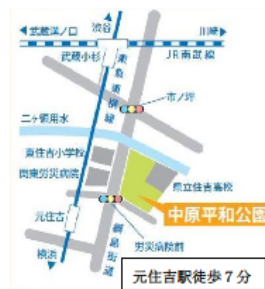 渋谷
武蔵溝ノ口
川崎
武蔵小杉
JR南武線
東急東横線
市ノ坪
二ヶ領用水
東住吉小学校
関東労災病院
県立住吉高校
中原平和公園
元住吉
労災病院前
横浜
綱島街道
元住吉駅徒歩7分